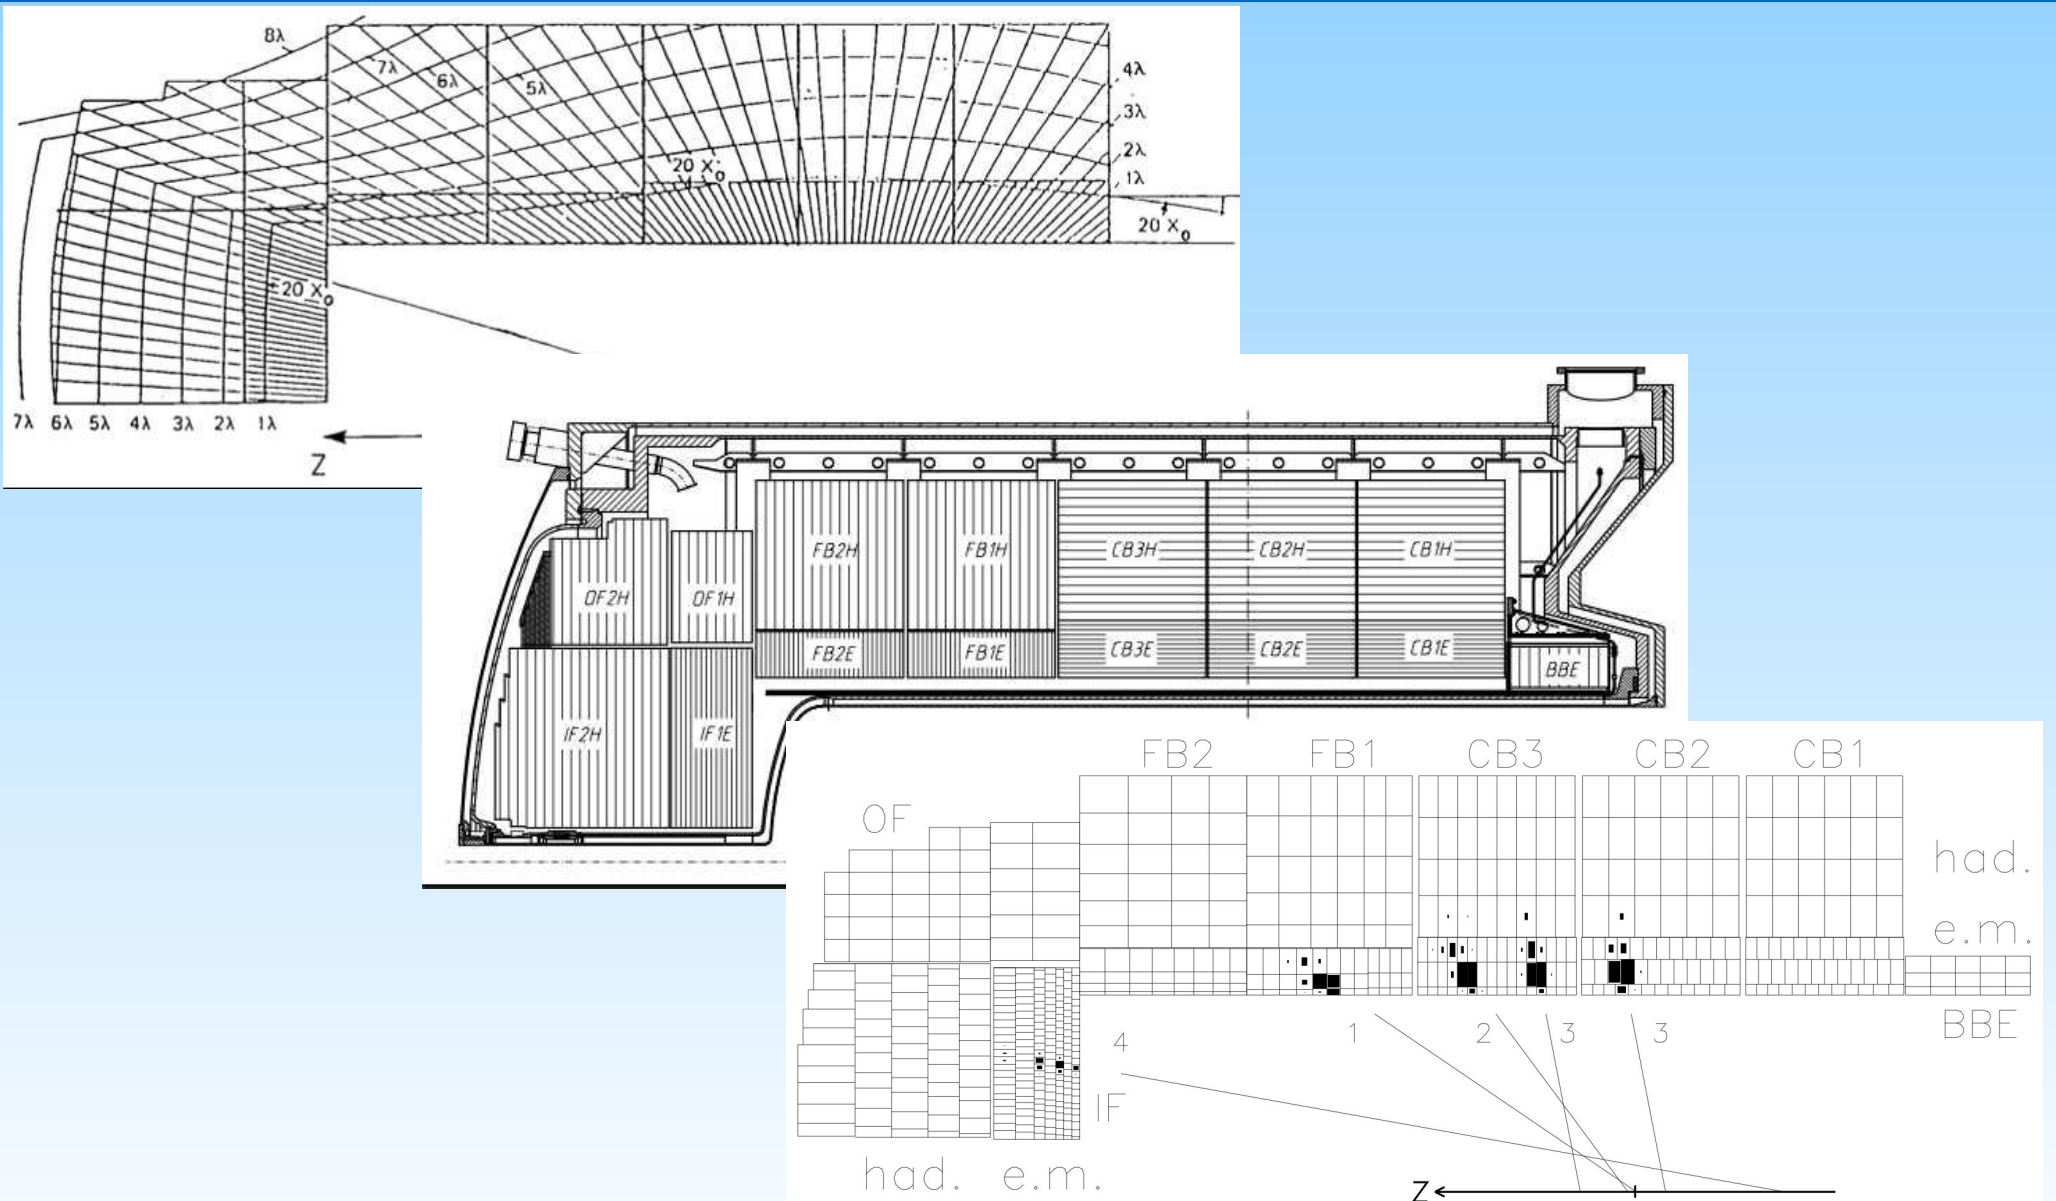 8λ
7λ
6λ
5λ
4λ
3λ
2λ
1λ
20 X₀
20 X₀
20 X₀
7λ 6λ 5λ 4λ 3λ 2λ 1λ
Z
FB2H FB1H CB3H CB2H CB1H
OF2H OF1H
FB2E FB1E CB3E CB2E CB1E
BBE
IF2H IF1E
FB2 FB1 CB3 CB2 CB1
OF
had.
e.m.
BBE
4 1 2 3 3
IF
had. e.m.
Z